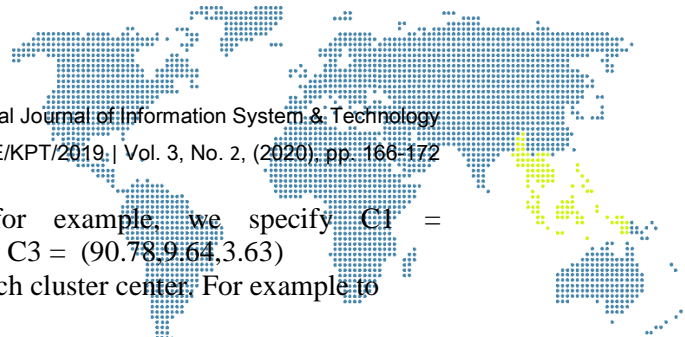 al Journal of Information System & Technology
E/KPT/2019 | Vol. 3, No. 2, (2020), pp. 166-172
for example, we specify C1 =
C3 = (90.78,9.64,3.63)
ch cluster center. For example to